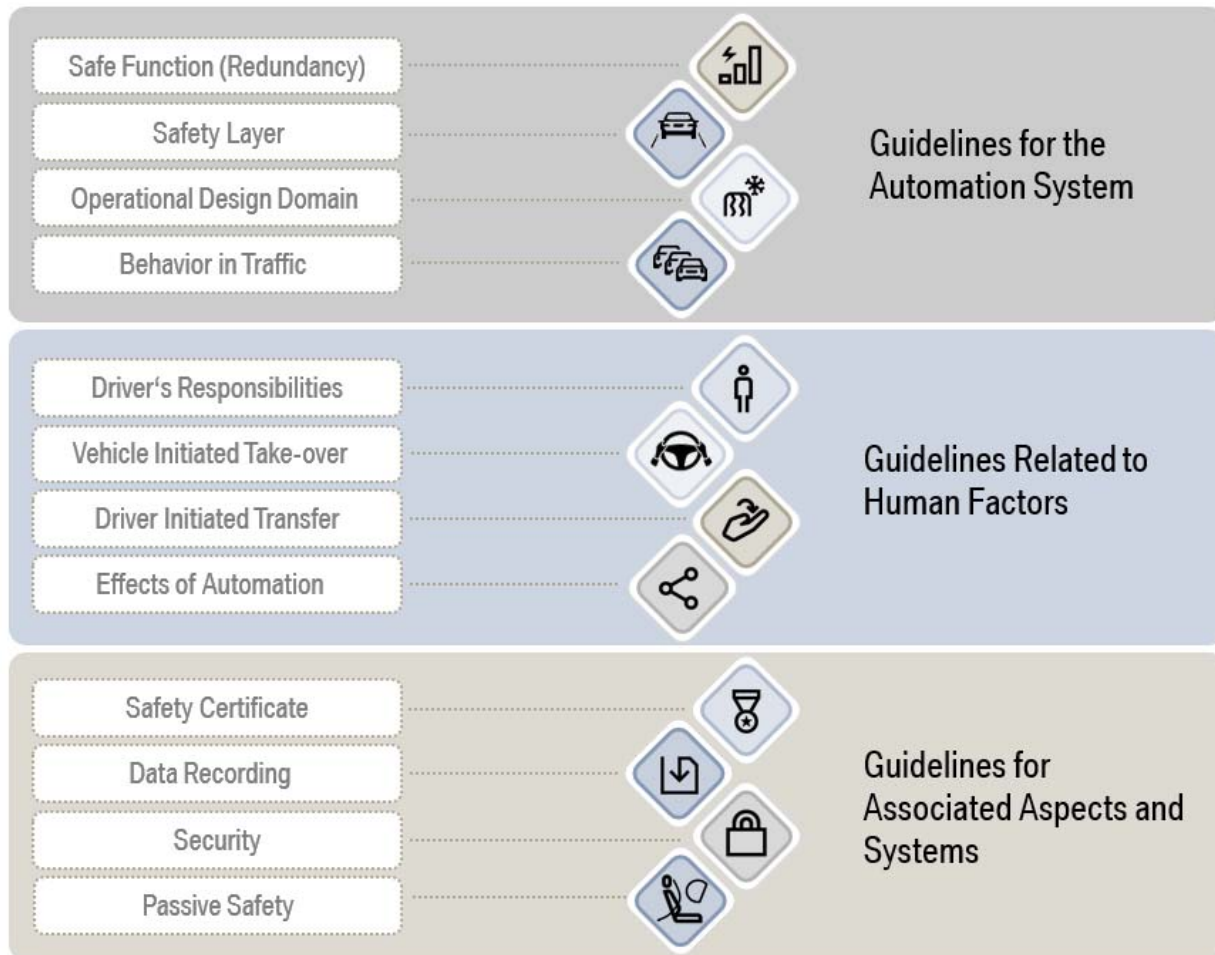 Safe Function (Redundancy)
Safety Layer
Operational Design Domain
Behavior in Traffic
Guidelines for the
Automation System
Driver‘s Responsibilities
Vehicle Initiated Take-over
Driver Initiated Transfer
Effects of Automation
Guidelines Related to
Human Factors
Safety Certificate
Data Recording
Security
Passive Safety
Guidelines for
Associated Aspects and
Systems